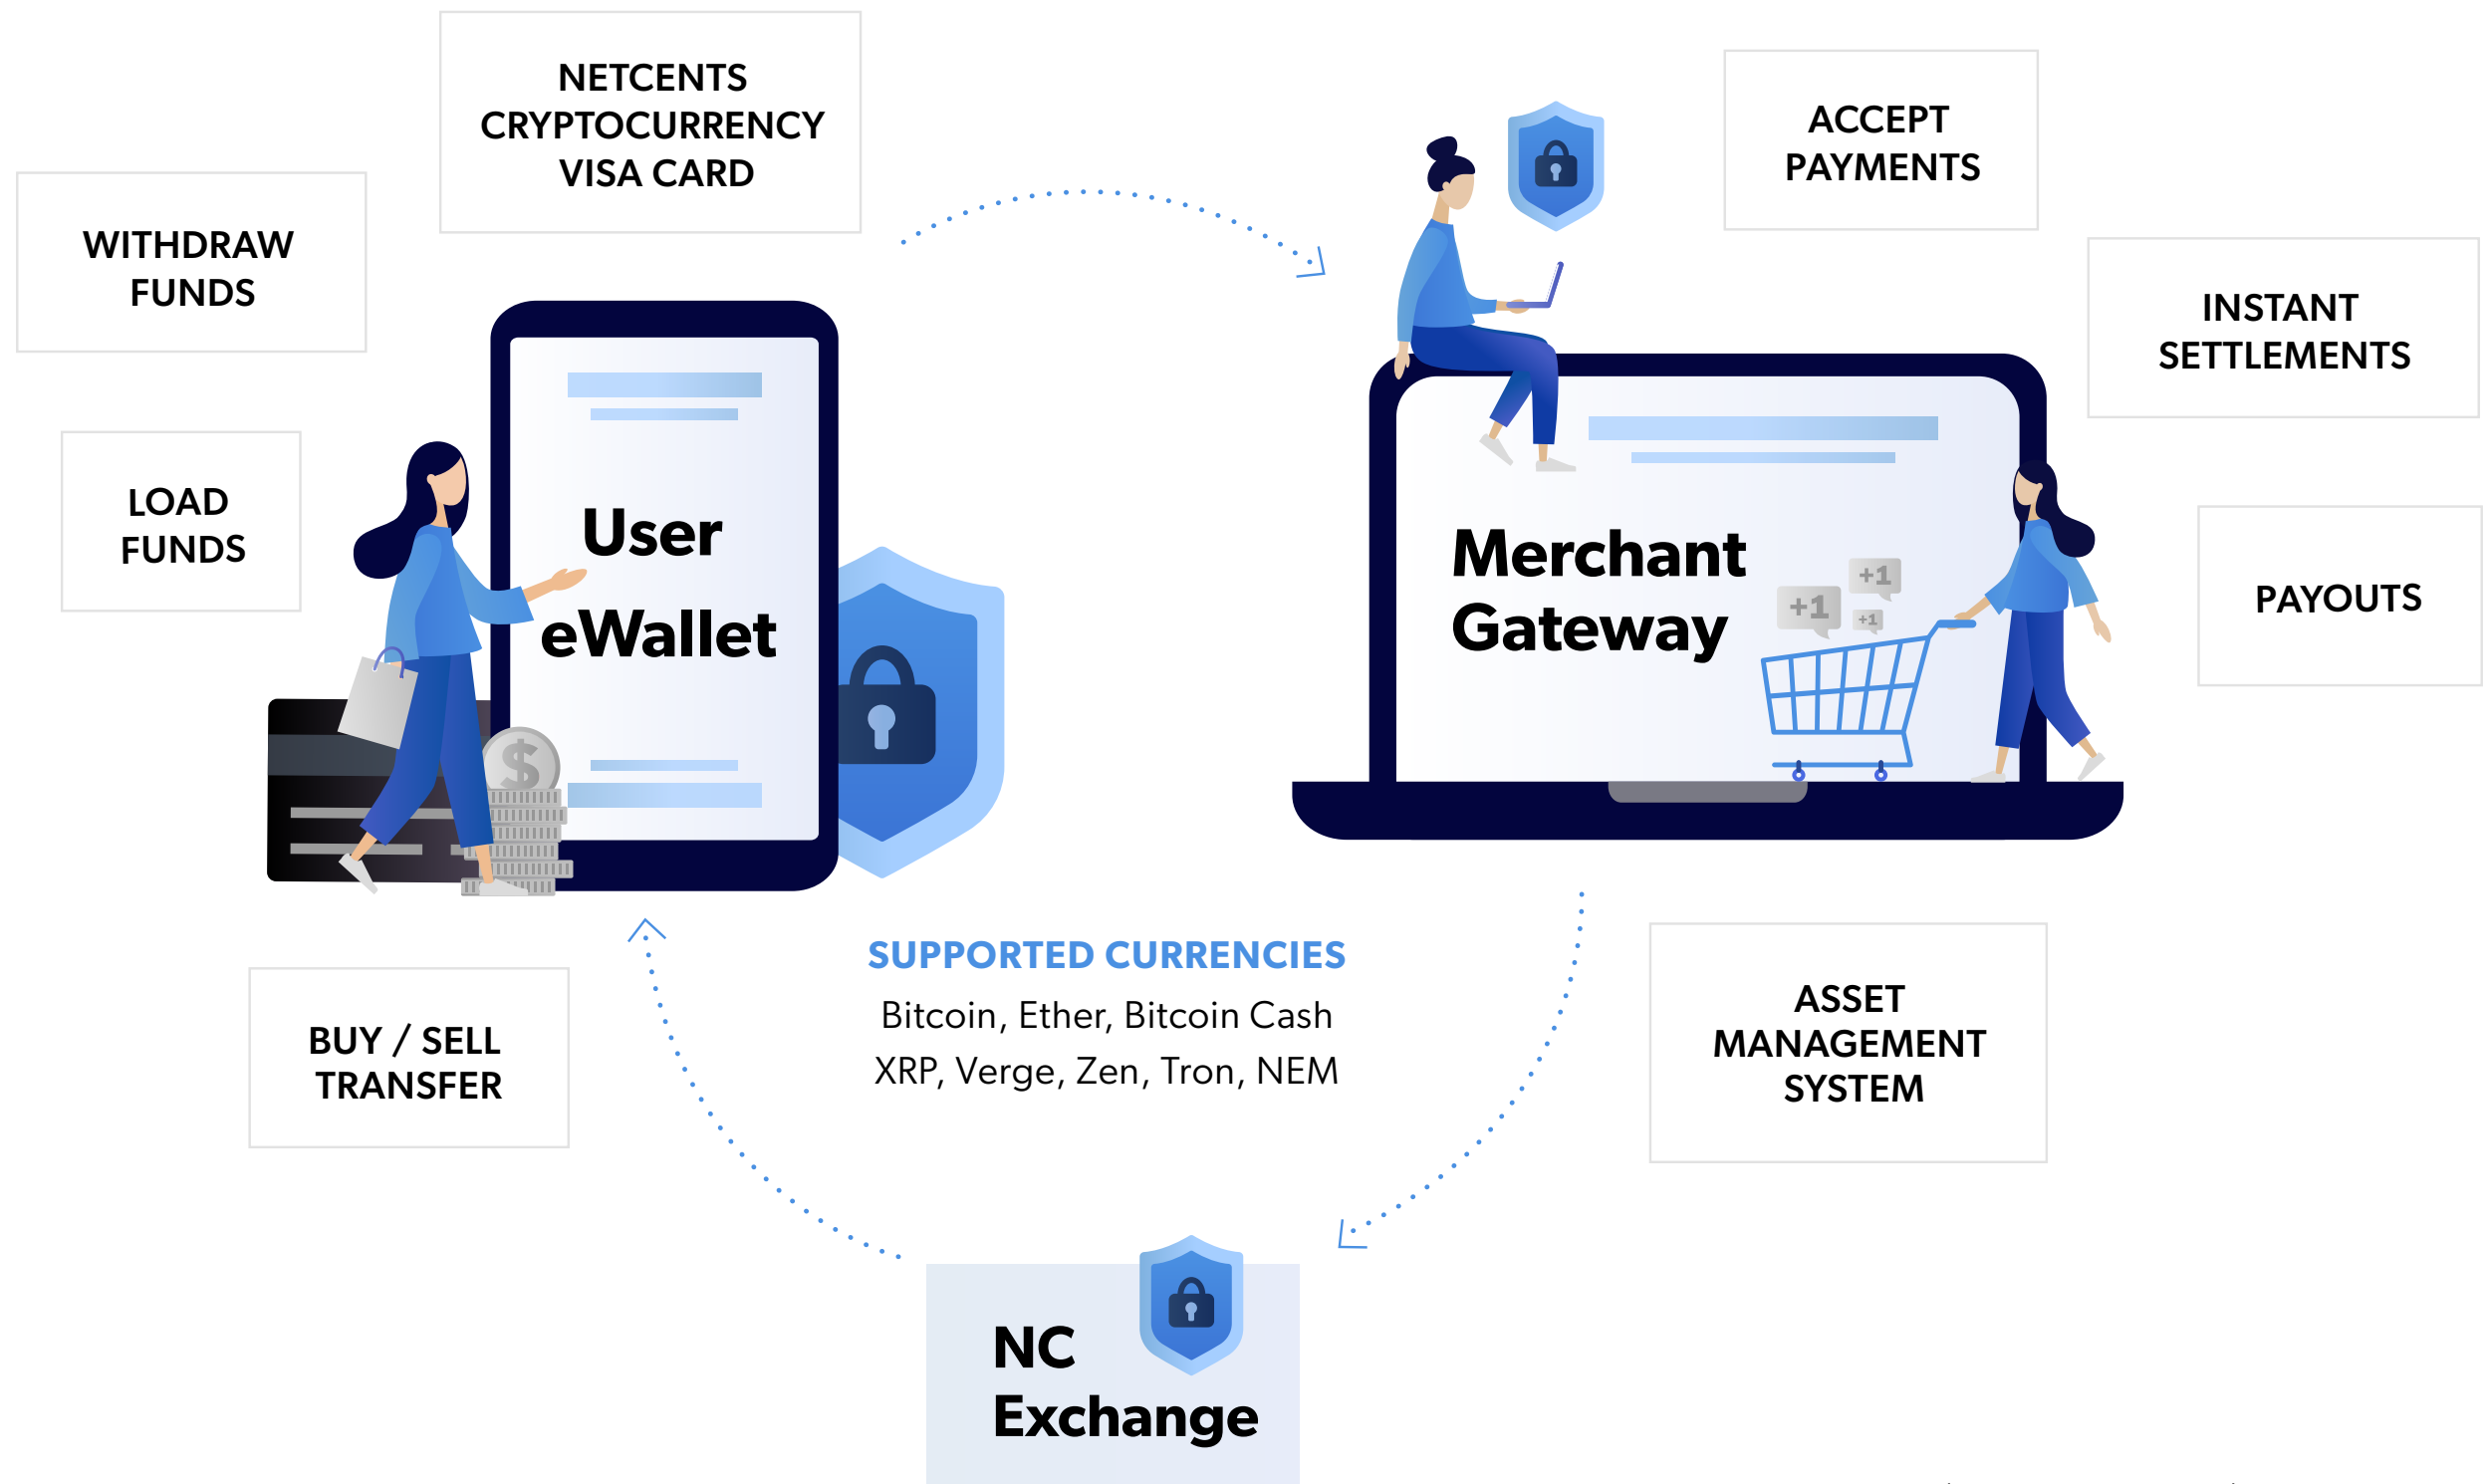 NETCENTS
CRYPTOCURRENCY
VISA CARD
WITHDRAW
FUNDS
LOAD
FUNDS
User
eWallet
BUY / SELL
TRANSFER
ACCEPT
PAYMENTS
INSTANT
SETTLEMENTS
PAYOUTS
Merchant
Gateway
+1
+1
+1
$
ASSET
MANAGEMENT
SYSTEM
SUPPORTED CURRENCIES
Bitcoin, Ether, Bitcoin Cash
XRP, Verge, Zen, Tron, NEM
NC
Exchange